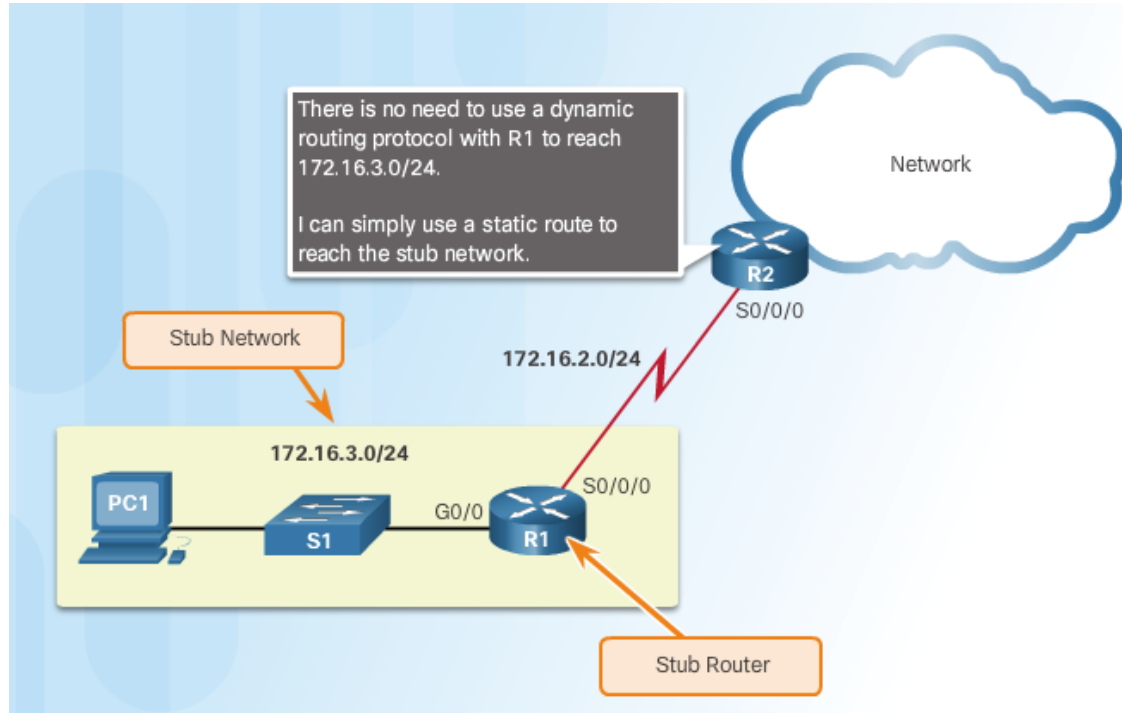 There is no need to use a dynamic
routing protocol with R1 to reach
172.16.3.0/24.
I can simply use a static route to
reach the stub network.
Network
R2
S0/0/0
Stub Network
172.16.2.0/24
172.16.3.0/24
S0/0/0
PC1
G0/0
S1
R1
Stub Router